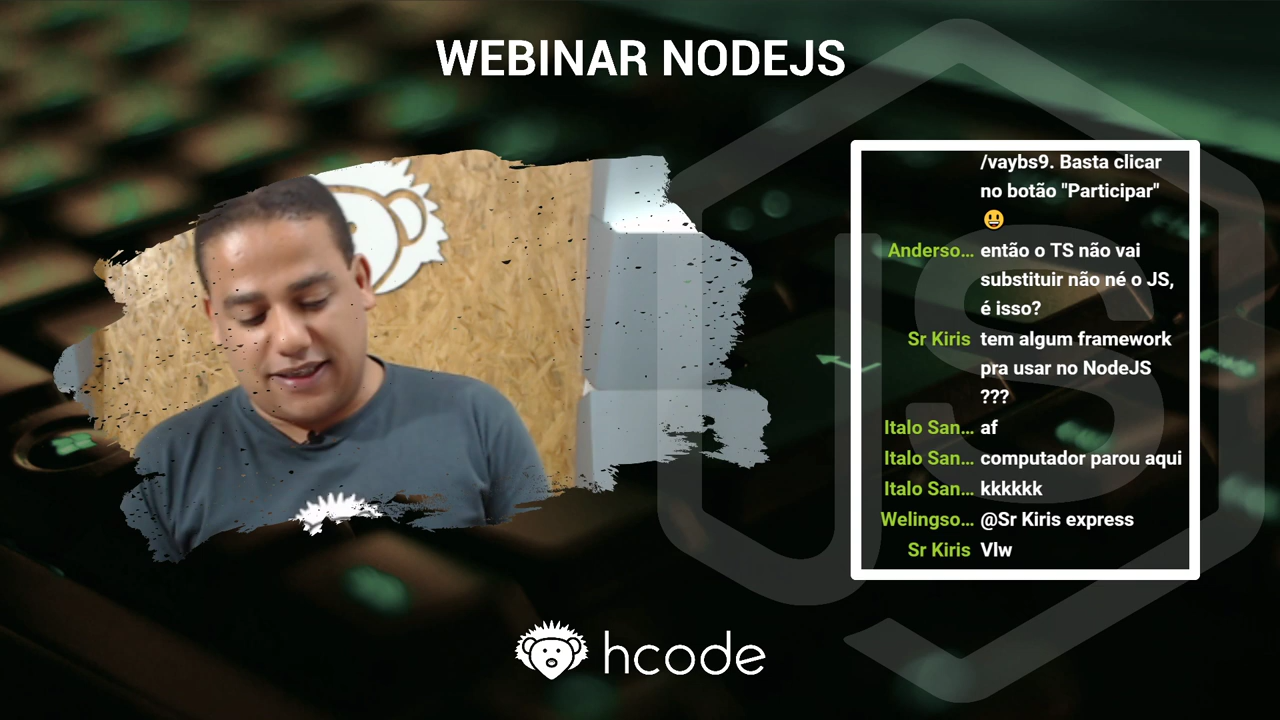 WEBINAR NODEJS
/vaybs9. Basta clicar
no botão "Participar"
😃
Anderso... então o TS não vai
substituir não né o JS,
é isso?
Sr Kiris tem algum framework
pra usar no NodeJS
???
Italo San... af
Italo San... computador parou aqui
Italo San... kkkkkk
Welingso... @Sr Kiris express
Sr Kiris Vlw
hcode